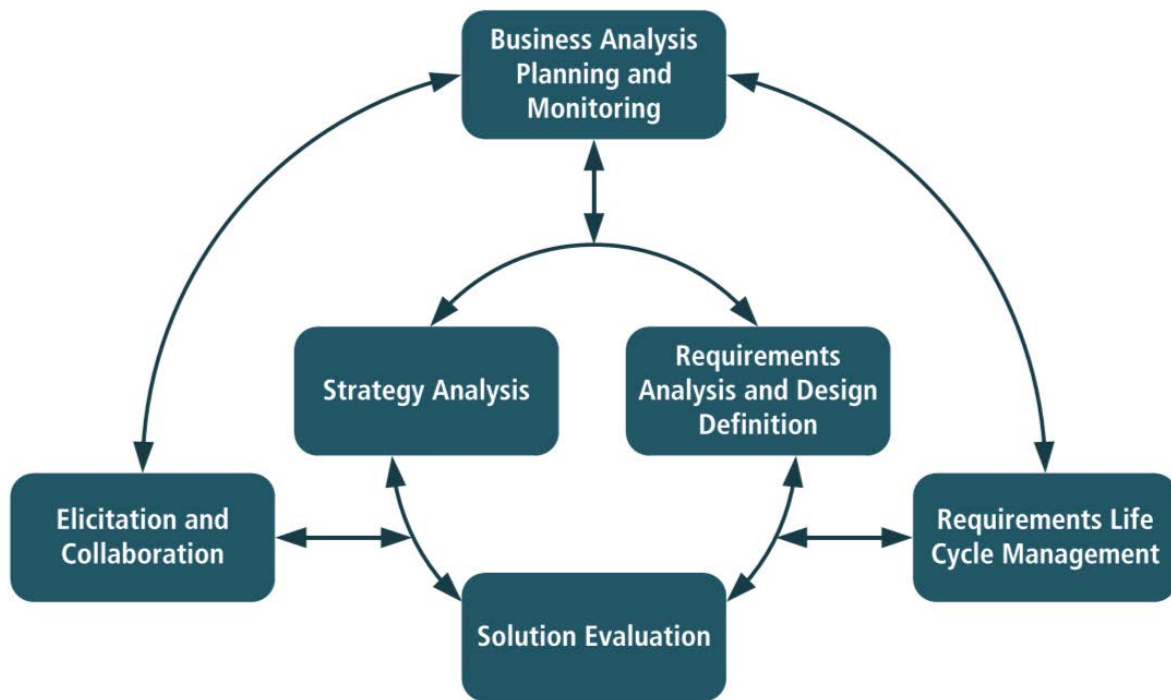 Business Analysis
Planning and
Monitoring
Strategy Analysis
Requirements
Analysis and Design
Definition
Elicitation and
Collaboration
Requirements Life
Cycle Management
Solution Evaluation